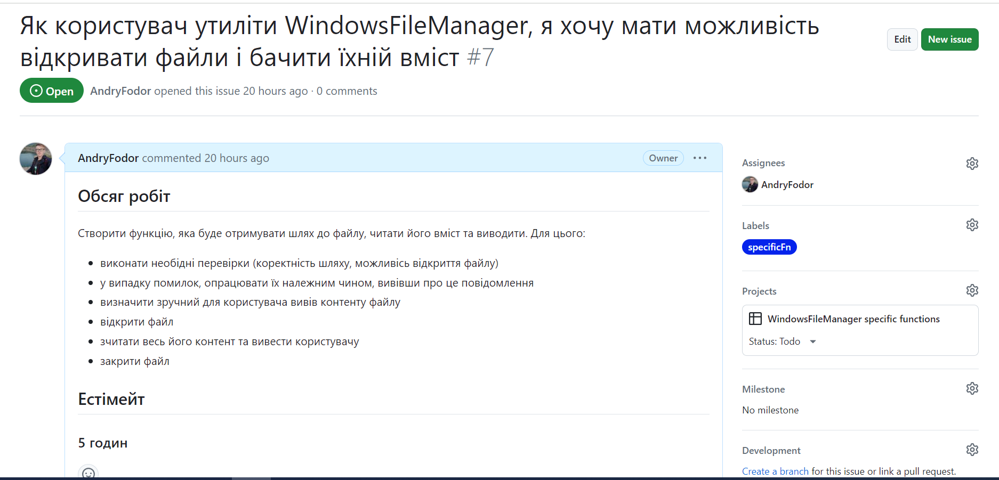 Як користувач утиліти WindowsFileManager, я хочу мати можливість
відкривати файли і бачити їхній вміст #7
Edit
New issue
Open
AndryFodor opened this issue 20 hours ago · 0 comments
AndryFodor commented 20 hours ago
Owner
Обсяг робіт
Створити функцію, яка буде отримувати шлях до файлу, читати його вміст та виводити. Для цього:
виконати необідні перевірки (коректність шляху, можливісь відкриття файлу)
у випадку помилок, опрацювати їх належним чином, вивівши про це повідомлення
визначити зручний для користувача вивів контенту файлу
відкрити файл
зчитати весь його контент та вивести користувачу
закрити файл
Естімейт
5 годин
Assignees
AndryFodor
Labels
specificFn
Projects
WindowsFileManager specific functions
Status: Todo
Milestone
No milestone
Development
Create a branch for this issue or link a pull request.